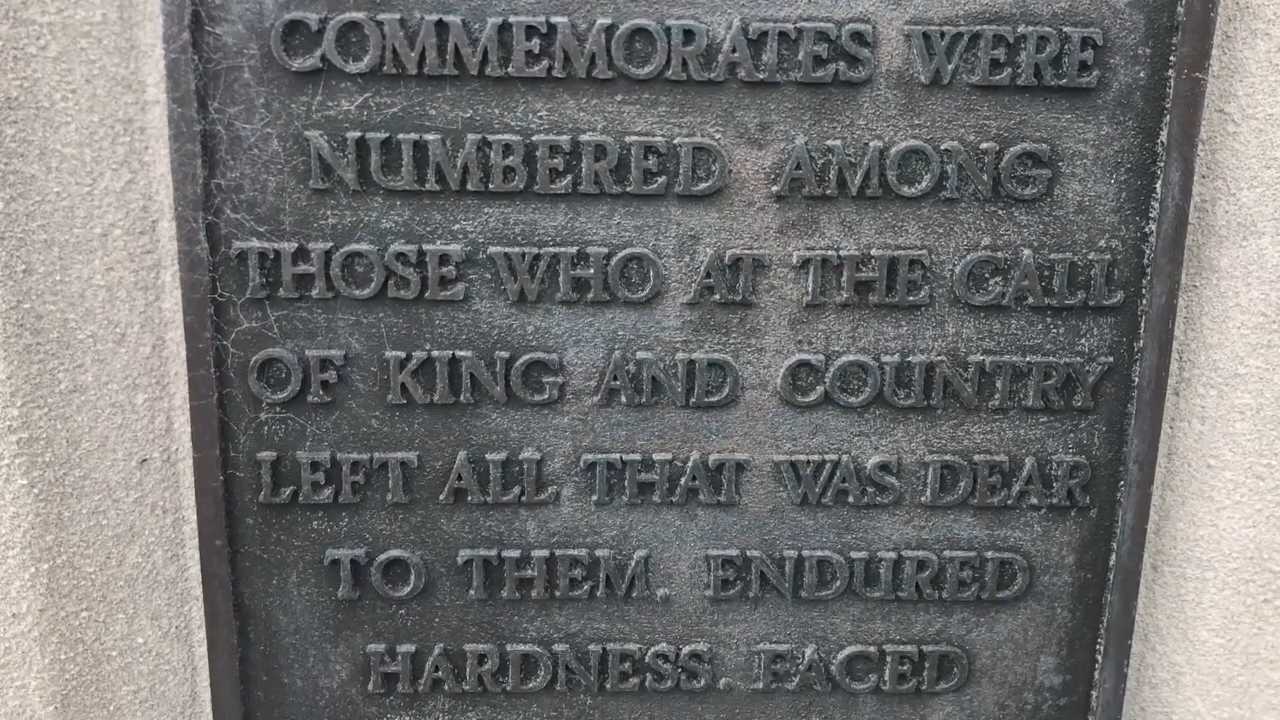 COMMEMORATES WERE
NUMBERED AMONG
THOSE WHO AT THE CALL
OF KING AND COUNTRY
LEFT ALL THAT WAS DEAR
TO THEM, ENDURED
HARDNESS, FACED